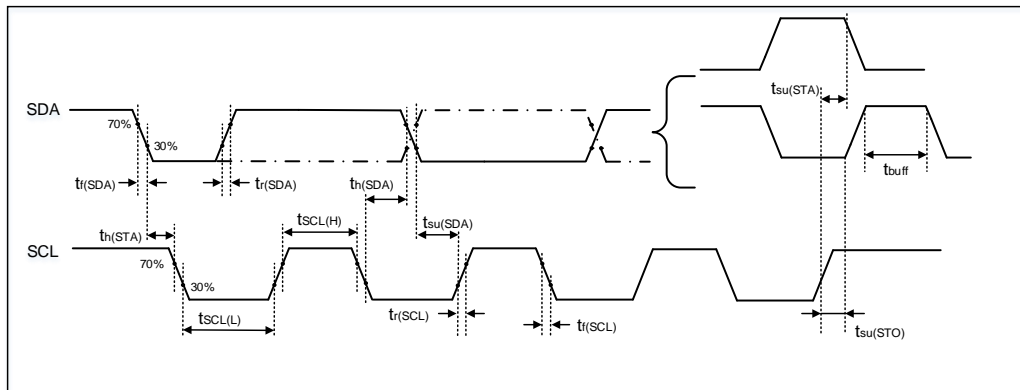 tsu(STA)
SDA
70%
30%
tbuff
tf(SDA)
tr(SDA)
th(SDA)
tSCL(H)
tsu(SDA)
th(STA)
SCL
70%
30%
tSCL(L)
tr(SCL)
tf(SCL)
tsu(STO)